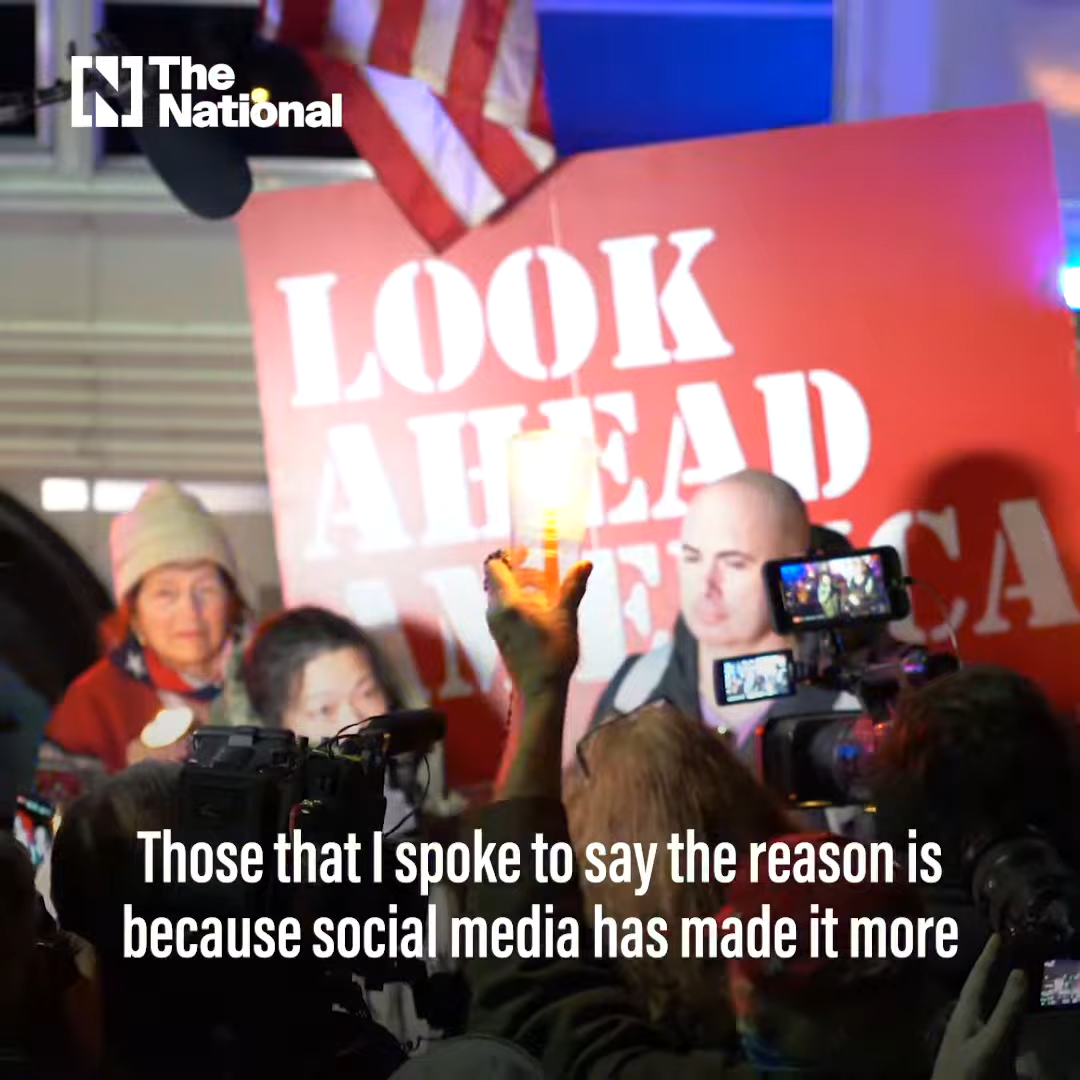 The
National
LOOK
AHEAD
AMERICA
Those that I spoke to say the reason is
because social media has made it more